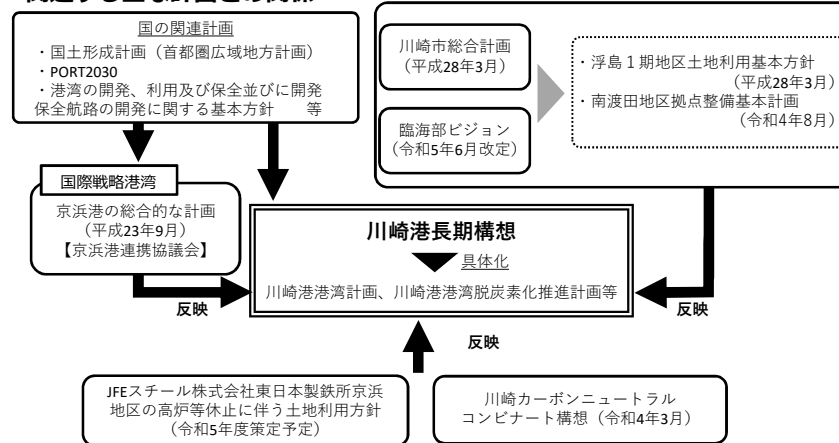 国の関連計画
・国土形成計画（首都圏広域地方計画）
・PORT2030
・港湾の開発、利用及び保全並びに開発
保全航路の開発に関する基本方針　　等
川崎市総合計画
（平成28年3月）
臨海部ビジョン
（令和5年6月改定）
・浮島１期地区土地利用基本方針
（平成28年3月）
・南渡田地区拠点整備基本計画
（令和4年8月）
国際戦略港湾
京浜港の総合的な計画
（平成23年9月）
【京浜港連携協議会】
川崎港長期構想
具体化
川崎港港湾計画、川崎港港湾脱炭素化推進計画等
反映
反映
反映
JFEスチール株式会社東日本製鉄所京浜
地区の高炉等休止に伴う土地利用方針
（令和5年度策定予定）
川崎カーボンニュートラル
コンビナート構想（令和4年3月）